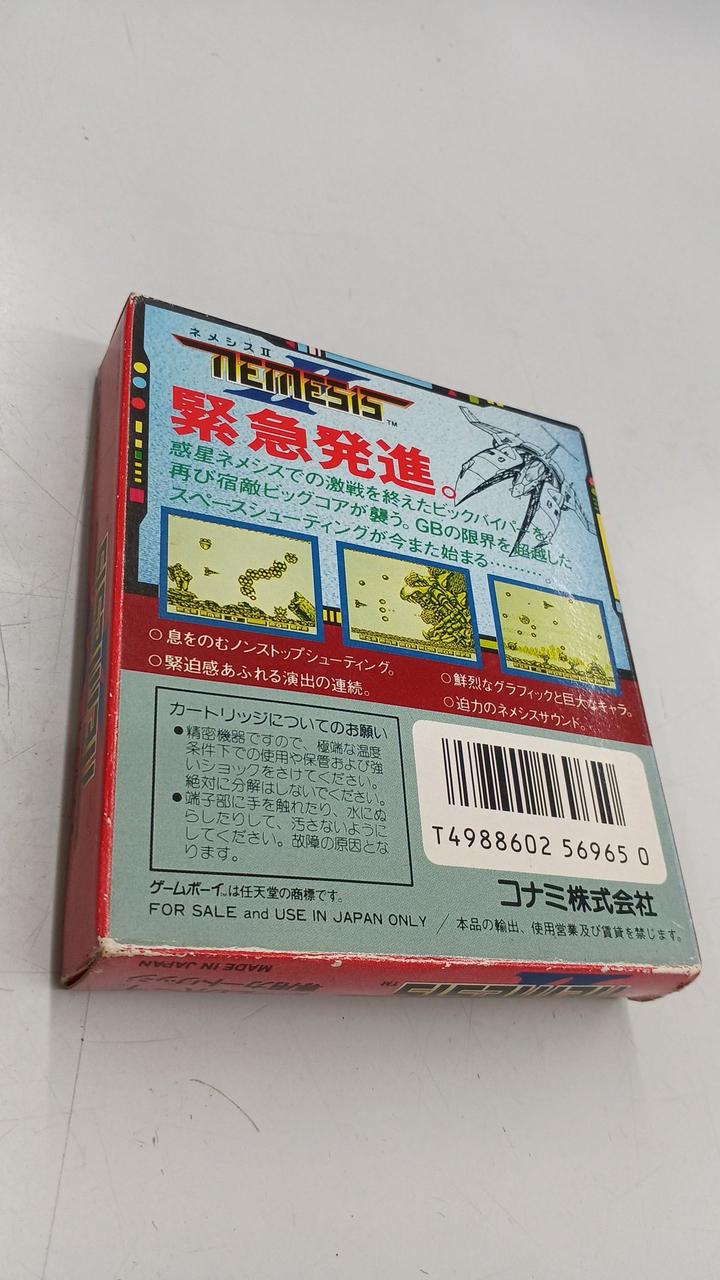 ネメシスⅡ
NEMESIS II™
緊急発進。
惑星ネメシスでの激戦を終えたビックバイパーを、
再び宿敵ビッグコアが襲う。GBの限界を超越した
スペースシューティングが今また始まる………
○息をのむノンストップシューティング。
○緊迫感あふれる演出の連続。
○鮮烈なグラフィックと巨大なキャラ。
○迫力のネメシスサウンド。
カートリッジについてのお願い
●精密機器ですので、極端な温度
条件下での使用や保管および強
いショックをさけてください。
絶対に分解はしないでください。
●端子部に手を触れたり、水にぬ
らしたりして、汚さないように
してください。故障の原因とな
ります。
T4988602 56965 0
コナミ株式会社
ゲームボーイ™は任天堂の商標です。
FOR SALE and USE IN JAPAN ONLY / 本品の輸出、使用営業及び賃貸を禁じます。
MADE IN JAPAN
専用カートリッジ
NEMESIS II™
NEMESIS II